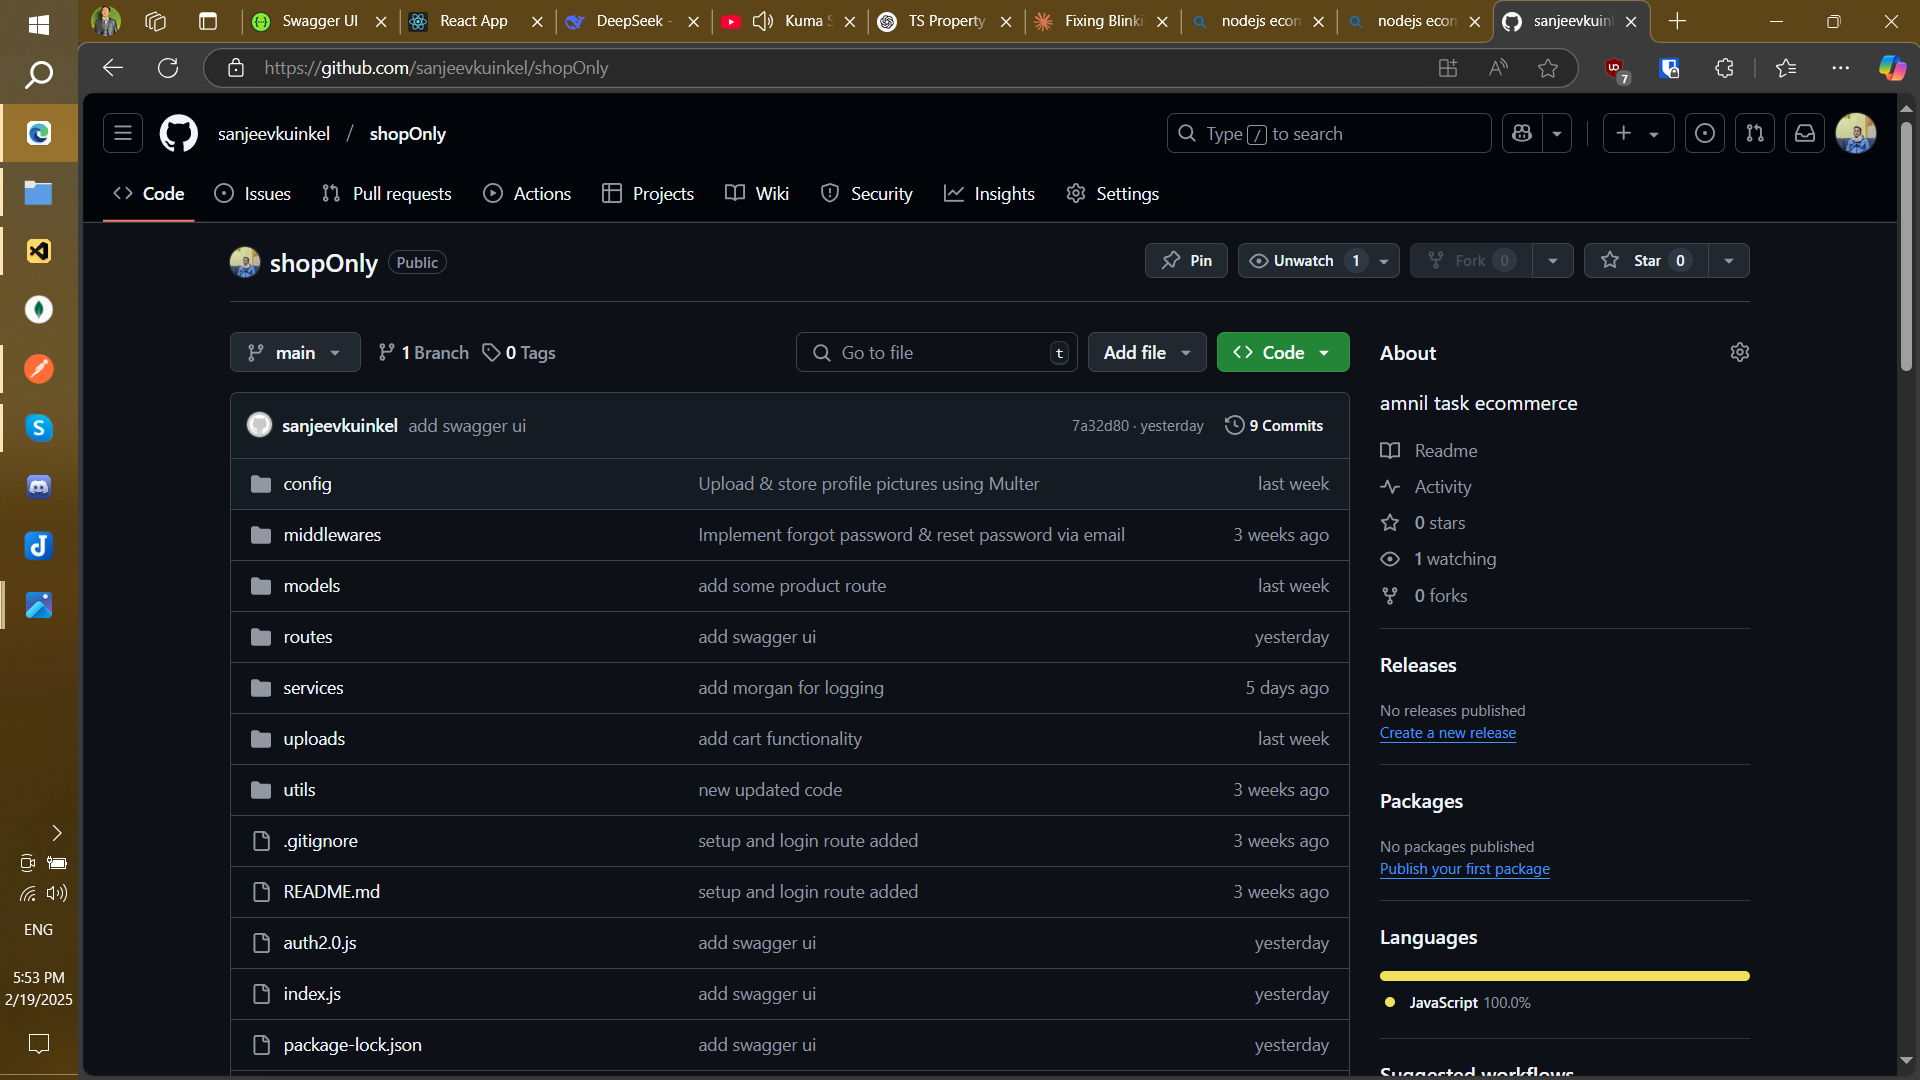 Swagger UI
React App
DeepSeek -
Kuma S
TS Property
Fixing Blinki
nodejs econ
nodejs econ
sanjeevkuink
https://github.com/sanjeevkuinkel/shopOnly
7
sanjeevkuinkel / shopOnly
Type / to search
Code
Issues
Pull requests
Actions
Projects
Wiki
Security
Insights
Settings
shopOnly Public
Pin
Unwatch 1
Fork 0
Star 0
main
1 Branch
0 Tags
Go to file t
Add file
Code
sanjeevkuinkel add swagger ui 7a32d80 · yesterday 9 Commits
config Upload & store profile pictures using Multer last week
middlewares Implement forgot password & reset password via email 3 weeks ago
models add some product route last week
routes add swagger ui yesterday
services add morgan for logging 5 days ago
uploads add cart functionality last week
utils new updated code 3 weeks ago
.gitignore setup and login route added 3 weeks ago
README.md setup and login route added 3 weeks ago
auth2.0.js add swagger ui yesterday
index.js add swagger ui yesterday
package-lock.json add swagger ui yesterday
About
amnil task ecommerce
Readme
Activity
0 stars
1 watching
0 forks
Releases
No releases published
Create a new release
Packages
No packages published
Publish your first package
Languages
JavaScript 100.0%
Suggested workflows
ENG
5:53 PM
2/19/2025